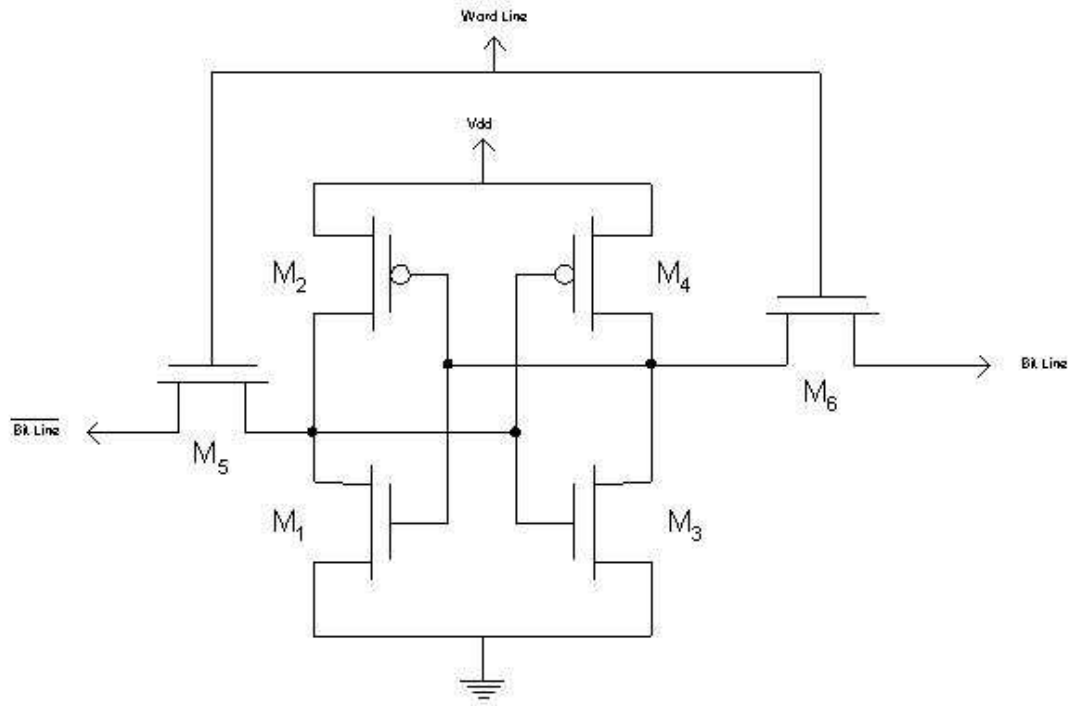 Word Line
Vdd
M₂
M₄
Bit Line
M₆
Bit Line
M₅
M₁
M₃